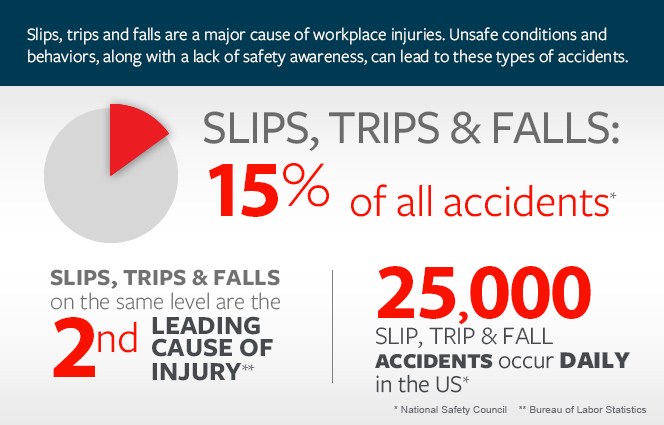 Slips, trips and falls are a major cause of workplace injuries. Unsafe conditions and
behaviors, along with a lack of safety awareness, can lead to these types of accidents.
SLIPS, TRIPS & FALLS:
15% of all accidents*
SLIPS, TRIPS & FALLS
on the same level are the
2nd LEADING
CAUSE OF
INJURY**
25,000
SLIP, TRIP & FALL
ACCIDENTS occur DAILY
in the US*
* National Safety Council ** Bureau of Labor Statistics